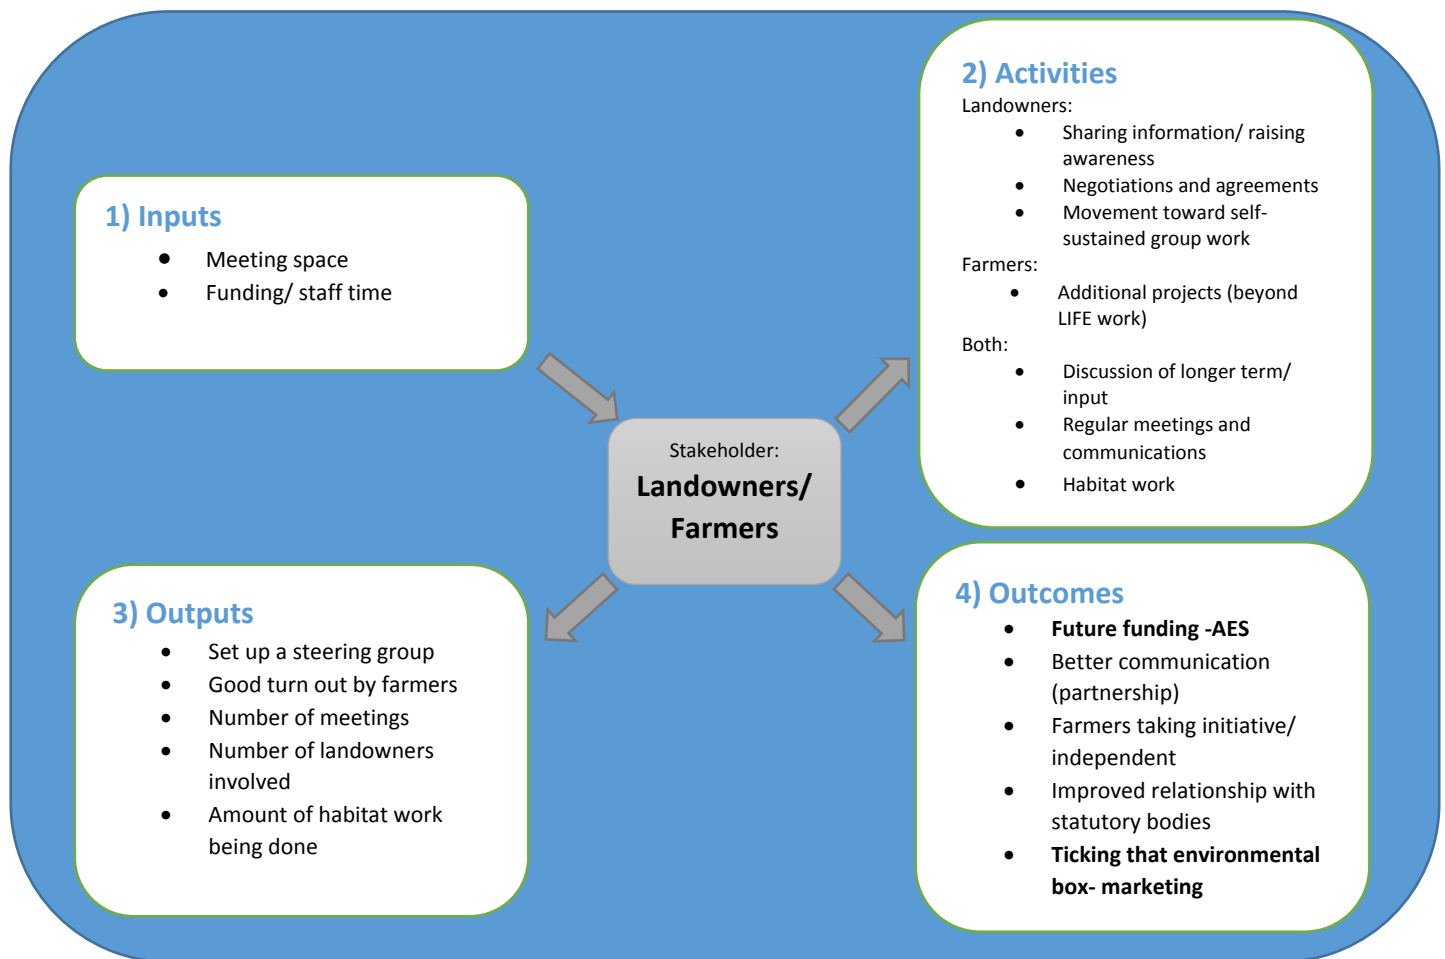 1) Inputs
• Meeting space
• Funding/ staff time
2) Activities
Landowners:
• Sharing information/ raising
awareness
• Negotiations and agreements
• Movement toward self-
sustained group work
Farmers:
• Additional projects (beyond
LIFE work)
Both:
• Discussion of longer term/
input
• Regular meetings and
communications
• Habitat work
Stakeholder:
Landowners/
Farmers
3) Outputs
• Set up a steering group
• Good turn out by farmers
• Number of meetings
• Number of landowners
involved
• Amount of habitat work
being done
4) Outcomes
• Future funding -AES
• Better communication
(partnership)
• Farmers taking initiative/
independent
• Improved relationship with
statutory bodies
• Ticking that environmental
box- marketing